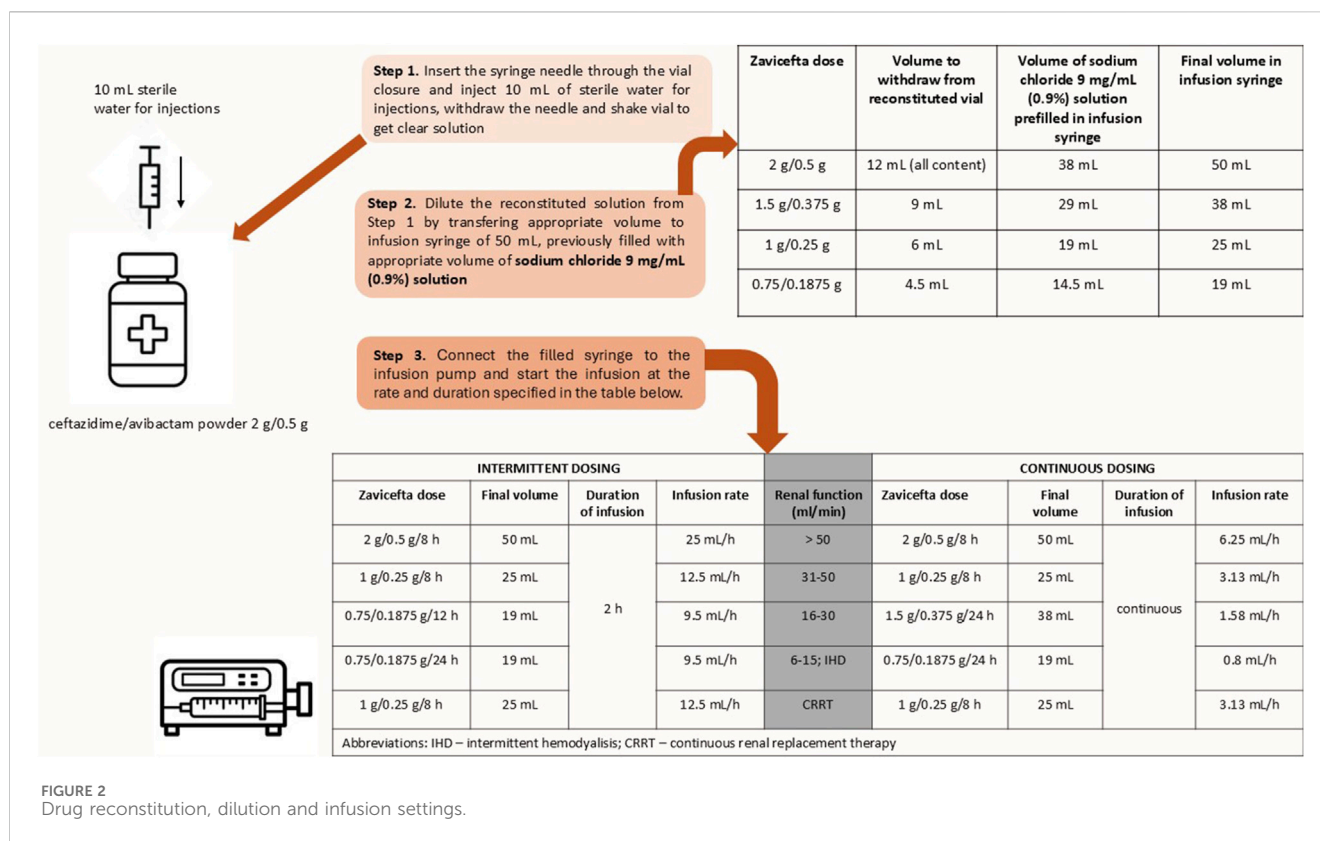 10 mL sterile
water for injections
Step 1. Insert the syringe needle through the vial
closure and inject 10 mL of sterile water for
injections, withdraw the needle and shake vial to
get clear solution
Step 2. Dilute the reconstituted solution from
Step 1 by transfering appropriate volume to
infusion syringe of 50 mL, previously filled with
appropriate volume of sodium chloride 9 mg/mL
(0.9%) solution
Zavicefta dose
Volume to
withdraw from
reconstituted vial
Volume of sodium
chloride 9 mg/mL
(0.9%) solution
prefilled in infusion
syringe
Final volume in
infusion syringe
2 g/0.5 g 12 mL (all content) 38 mL 50 mL
1.5 g/0.375 g 9 mL 29 mL 38 mL
1 g/0.25 g 6 mL 19 mL 25 mL
0.75/0.1875 g 4.5 mL 14.5 mL 19 mL
Step 3. Connect the filled syringe to the
infusion pump and start the infusion at the
rate and duration specified in the table below.
ceftazidime/avibactam powder 2 g/0.5 g
INTERMITTENT DOSING CONTINUOUS DOSING
Zavicefta dose
Final volume
Duration
of infusion
Infusion rate
Renal function
(ml/min)
Zavicefta dose
Final
volume
Duration of
infusion
Infusion rate
2 g/0.5 g/8 h 50 mL 25 mL/h > 50 2 g/0.5 g/8 h 50 mL 6.25 mL/h
1 g/0.25 g/8 h 25 mL 12.5 mL/h 31-50 1 g/0.25 g/8 h 25 mL 3.13 mL/h
0.75/0.1875 g/12 h 19 mL 2 h 9.5 mL/h 16-30 1.5 g/0.375 g/24 h 38 mL continuous 1.58 mL/h
0.75/0.1875 g/24 h 19 mL 9.5 mL/h 6-15; IHD 0.75/0.1875 g/24 h 19 mL 0.8 mL/h
1 g/0.25 g/8 h 25 mL 12.5 mL/h CRRT 1 g/0.25 g/8 h 25 mL 3.13 mL/h
Abbreviations: IHD – intermittent hemodyalisis; CRRT – continuous renal replacement therapy
FIGURE 2
Drug reconstitution, dilution and infusion settings.